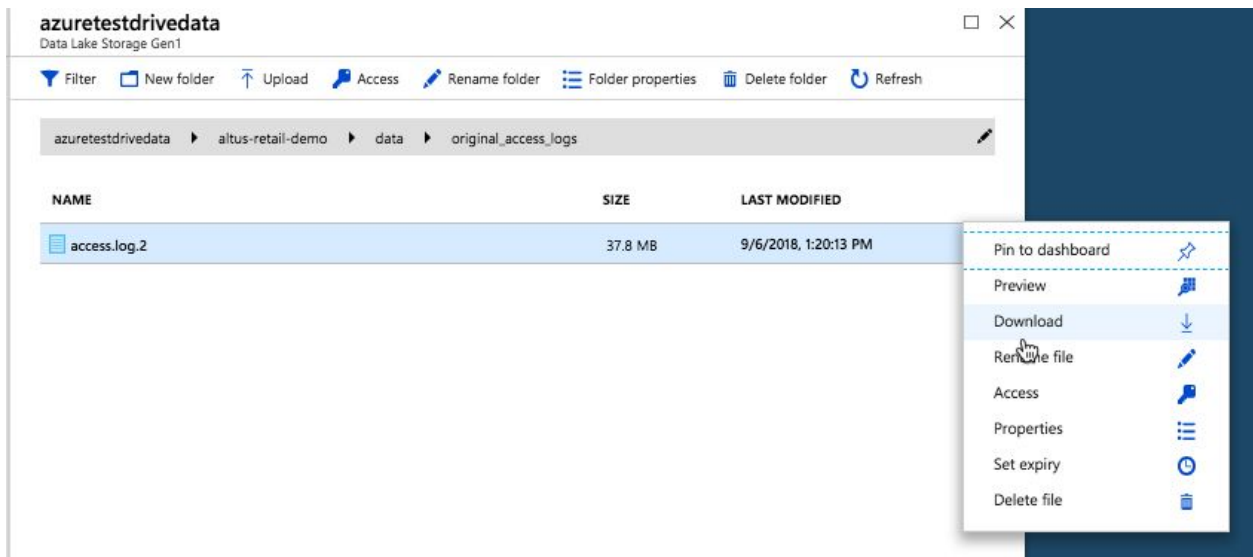 azuretestdrivedata
Data Lake Storage Gen1
Filter New folder Upload Access Rename folder Folder properties Delete folder Refresh
azuretestdrivedata altus-retail-demo data original_access_logs
NAME SIZE LAST MODIFIED
access.log.2 37.8 MB 9/6/2018, 1:20:13 PM
Pin to dashboard
Preview
Download
Rename file
Access
Properties
Set expiry
Delete file